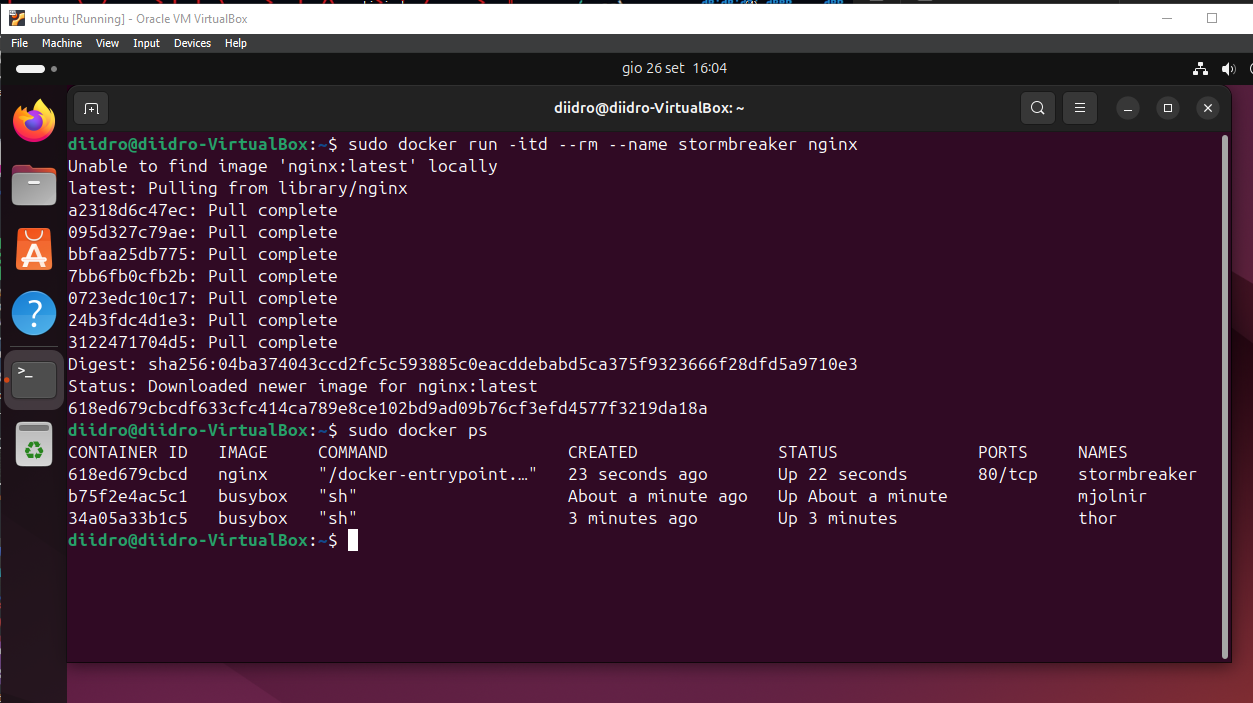 ubuntu [Running] - Oracle VM VirtualBox
File Machine View Input Devices Help
gio 26 set 16:04
diidro@diidro-VirtualBox: ~
diidro@diidro-VirtualBox:~$ sudo docker run -itd --rm --name stormbreaker nginx
Unable to find image 'nginx:latest' locally
latest: Pulling from library/nginx
a2318d6c47ec: Pull complete
095d327c79ae: Pull complete
bbfaa25db775: Pull complete
7bb6fb0cfb2b: Pull complete
0723edc10c17: Pull complete
24b3fdc4d1e3: Pull complete
3122471704d5: Pull complete
Digest: sha256:04ba374043ccd2fc5c593885c0eacddebabd5ca375f9323666f28dfd5a9710e3
Status: Downloaded newer image for nginx:latest
618ed679cbcdf633cfc414ca789e8ce102bd9ad09b76cf3efd4577f3219da18a
diidro@diidro-VirtualBox:~$ sudo docker ps
CONTAINER ID   IMAGE     COMMAND                  CREATED              STATUS              PORTS     NAMES
618ed679cbcd   nginx     "/docker-entrypoint.…"   23 seconds ago       Up 22 seconds       80/tcp    stormbreaker
b75f2e4ac5c1   busybox   "sh"                     About a minute ago   Up About a minute             mjolnir
34a05a33b1c5   busybox   "sh"                     3 minutes ago        Up 3 minutes                  thor
diidro@diidro-VirtualBox:~$